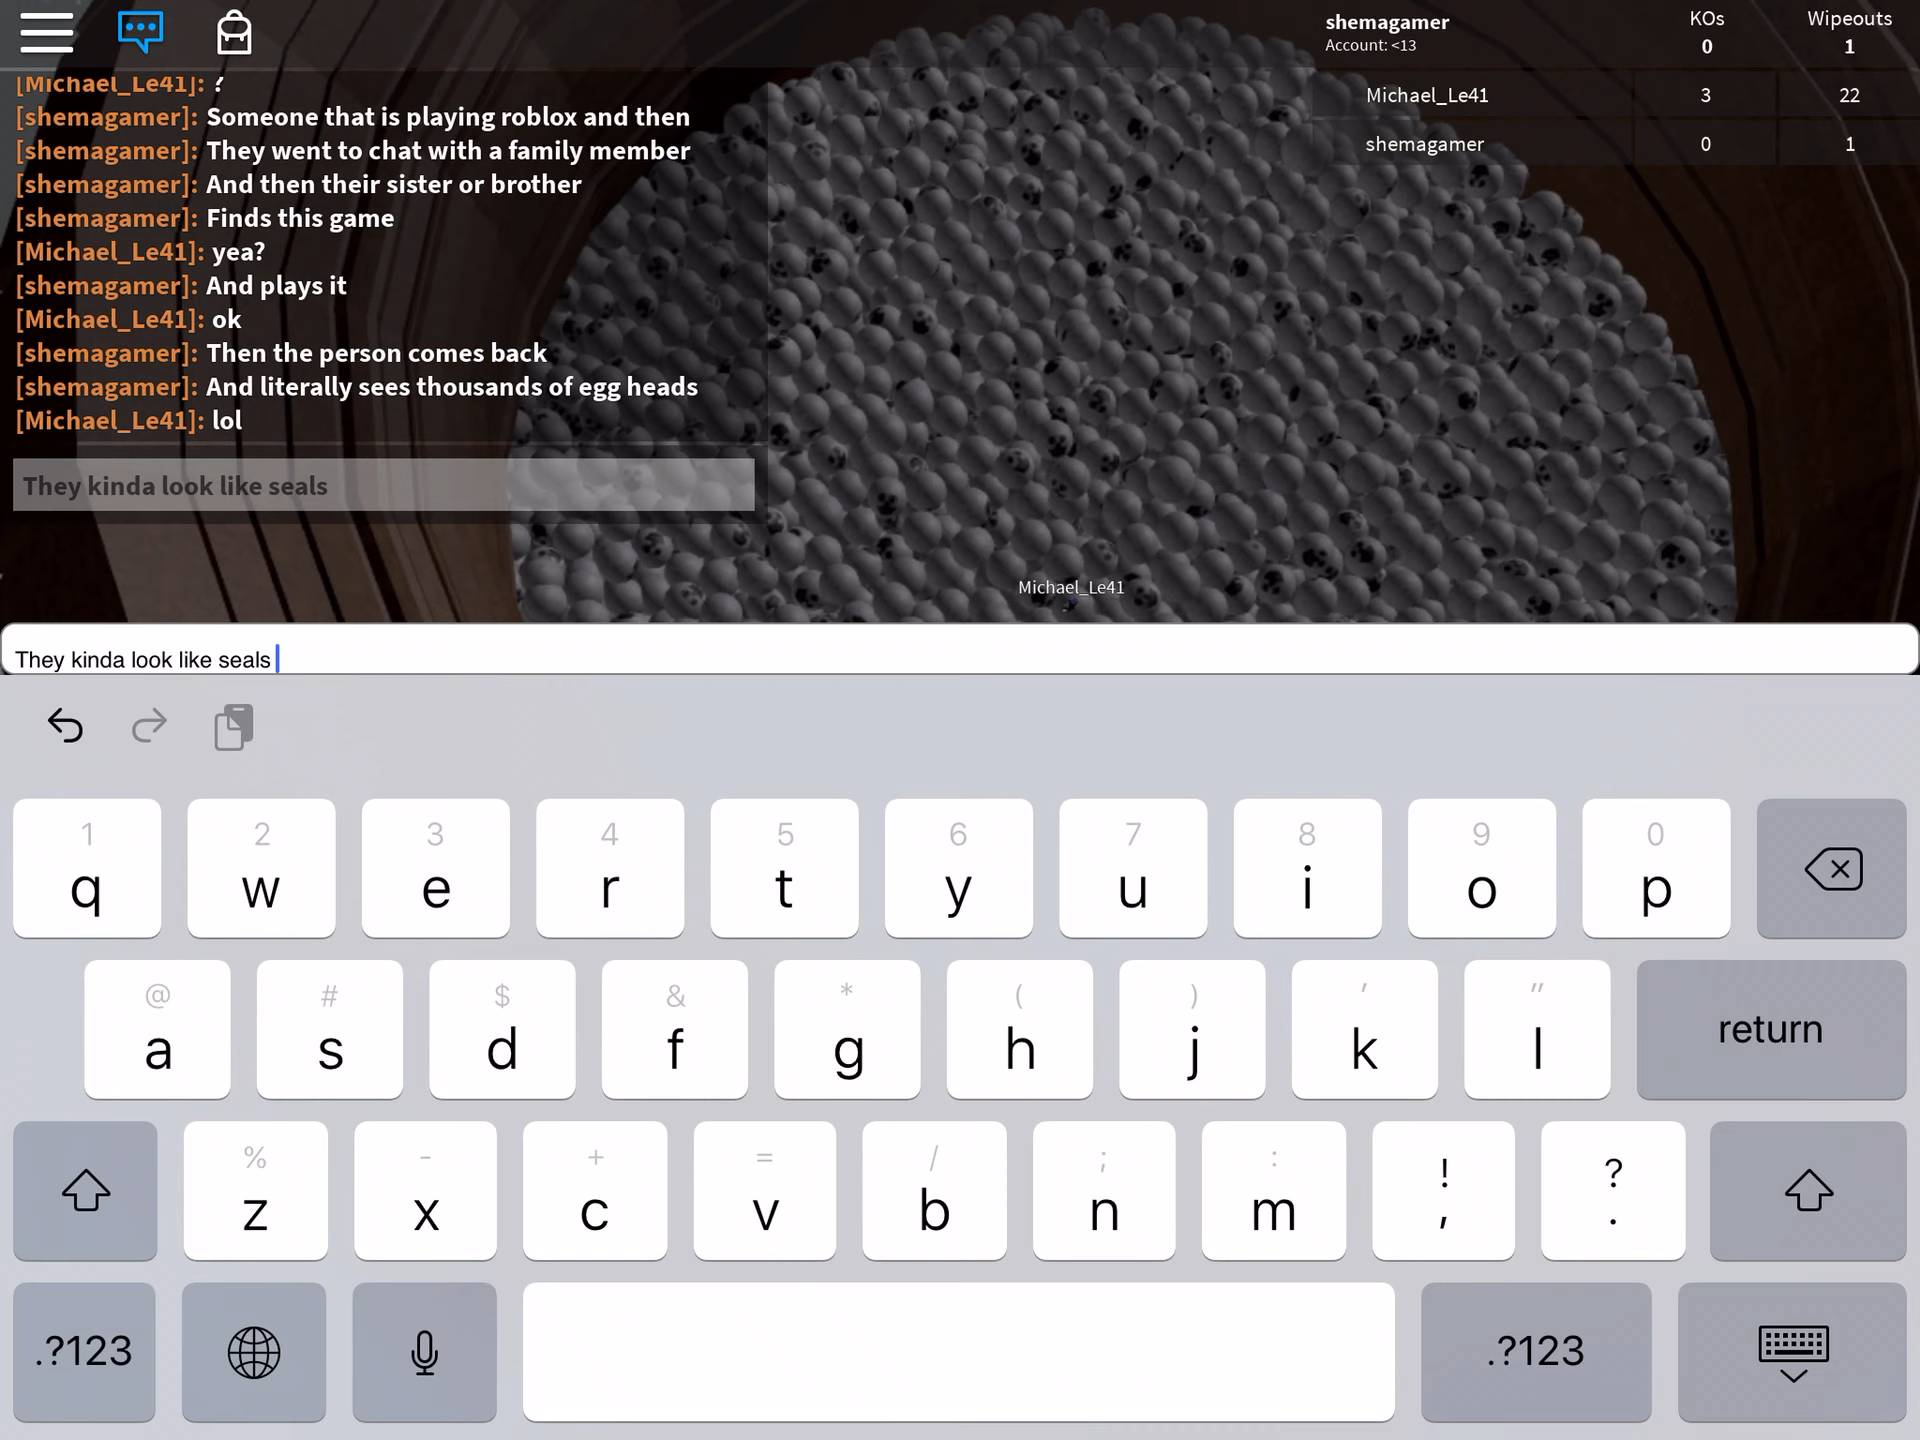 shemagamer
Account: <13
KOs
0
Wipeouts
1
Michael_Le41 3 22
shemagamer 0 1
[Michael_Le41]: ?
[shemagamer]: Someone that is playing roblox and then
[shemagamer]: They went to chat with a family member
[shemagamer]: And then their sister or brother
[shemagamer]: Finds this game
[Michael_Le41]: yea?
[shemagamer]: And plays it
[Michael_Le41]: ok
[shemagamer]: Then the person comes back
[shemagamer]: And literally sees thousands of egg heads
[Michael_Le41]: lol
They kinda look like seals
Michael_Le41
They kinda look like seals
1 2 3 4 5 6 7 8 9 0
q w e r t y u i o p
@ # $ & * ( ) ' "
a s d f g h j k l return
% - + = / ; : ! ?
z x c v b n m , .
.?123 .?123